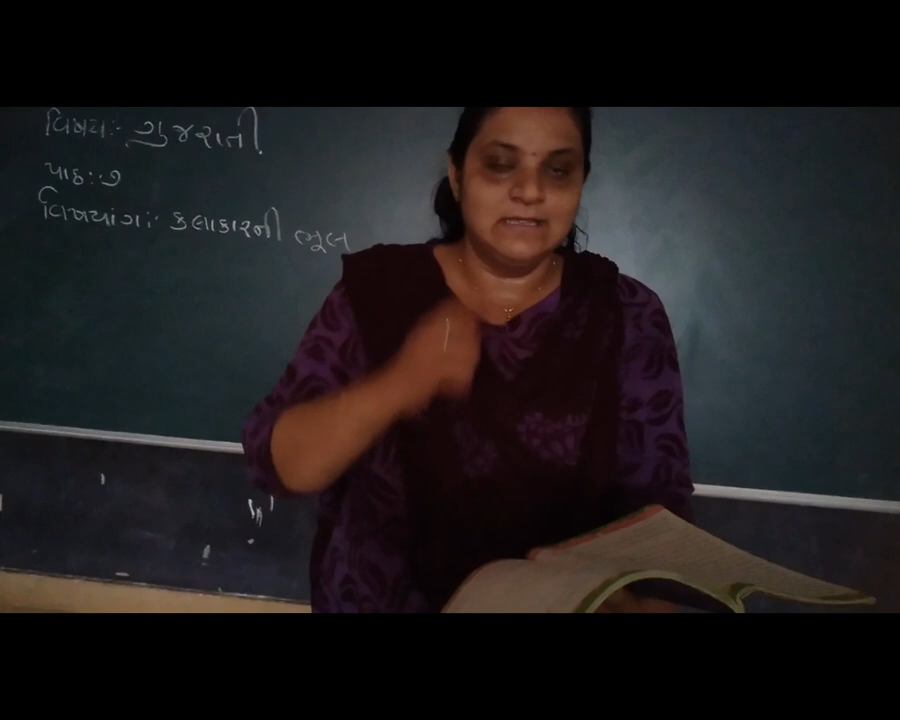 વિષય:- ગુજરાતી.
પાઠ:- ૭
વિષયાંગ:- કલાકારની ભૂલ